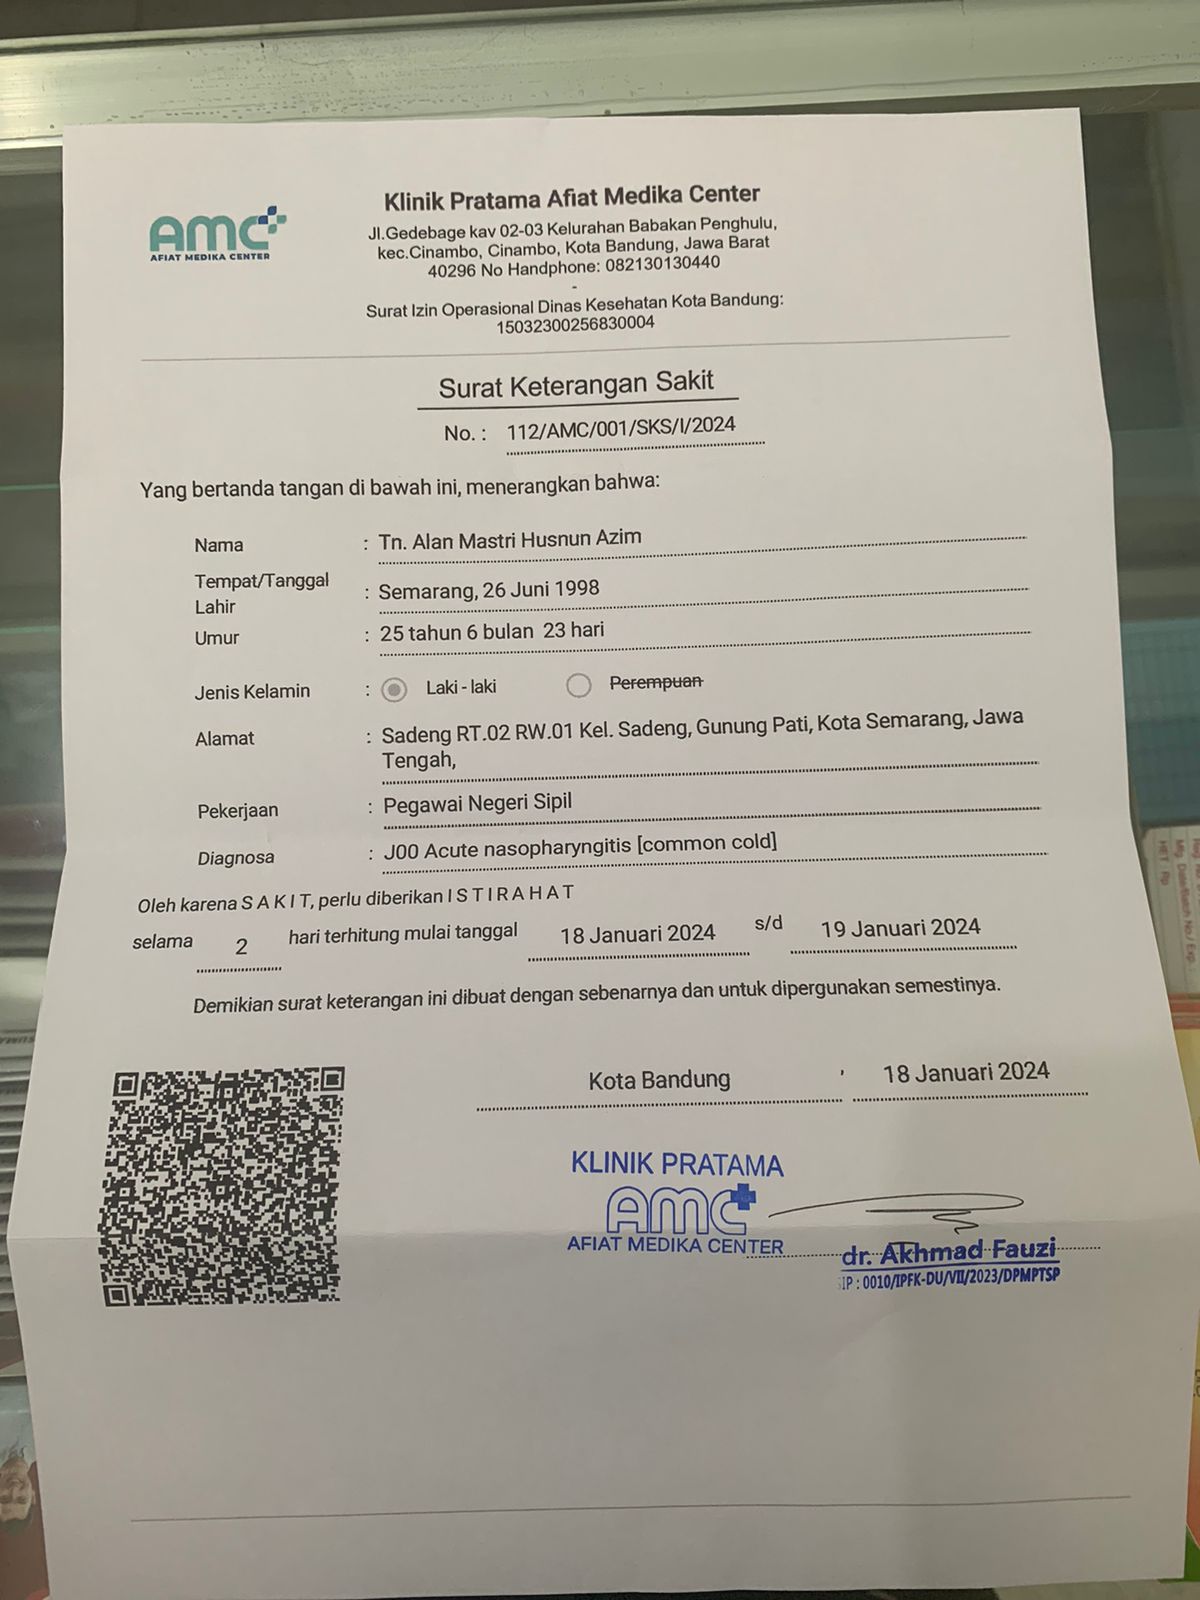 AMC
AFIAT MEDIKA CENTER
Klinik Pratama Afiat Medika Center
Jl.Gedebage kav 02-03 Kelurahan Babakan Penghulu,
kec.Cinambo, Cinambo, Kota Bandung, Jawa Barat
40296 No Handphone: 082130130440
-
Surat Izin Operasional Dinas Kesehatan Kota Bandung:
15032300256830004
Surat Keterangan Sakit
No. : 112/AMC/001/SKS/I/2024
Yang bertanda tangan di bawah ini, menerangkan bahwa:
Nama : Tn. Alan Mastri Husnun Azim
Tempat/Tanggal
Lahir : Semarang, 26 Juni 1998
Umur : 25 tahun 6 bulan 23 hari
Jenis Kelamin : Laki - laki Perempuan
Alamat : Sadeng RT.02 RW.01 Kel. Sadeng, Gunung Pati, Kota Semarang, Jawa
Tengah,
Pekerjaan : Pegawai Negeri Sipil
Diagnosa : J00 Acute nasopharyngitis [common cold]
Oleh karena S A K I T, perlu diberikan I S T I R A H A T
selama 2 hari terhitung mulai tanggal 18 Januari 2024 s/d 19 Januari 2024
Demikian surat keterangan ini dibuat dengan sebenarnya dan untuk dipergunakan semestinya.
Kota Bandung , 18 Januari 2024
KLINIK PRATAMA
AMC
AFIAT MEDIKA CENTER
dr. Akhmad Fauzi
SIP : 0010/IPFK-DU/VII/2023/DPMPTSP
HET : Rp